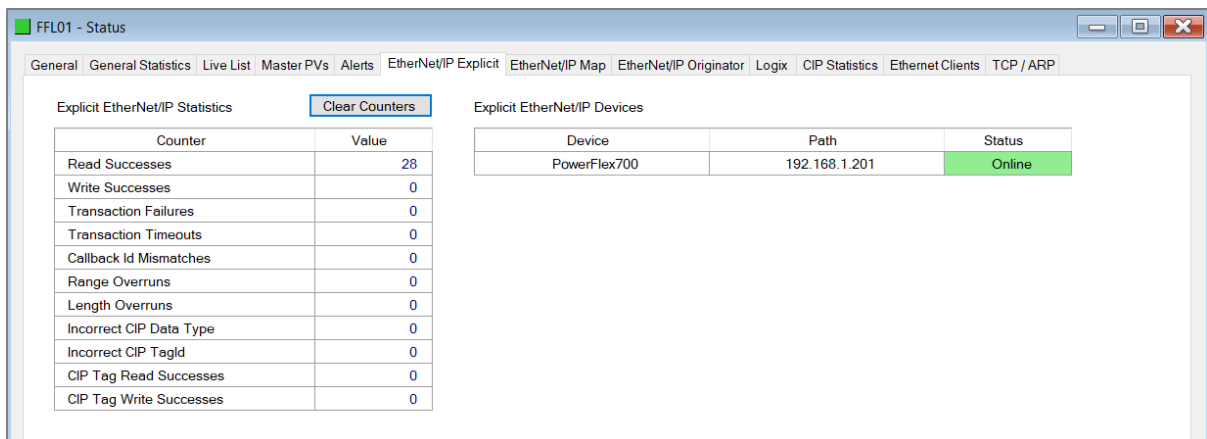 FFL01 - Status
General General Statistics Live List Master PVs Alerts EtherNet/IP Explicit EtherNet/IP Map EtherNet/IP Originator Logix CIP Statistics Ethernet Clients TCP / ARP
Explicit EtherNet/IP Statistics Clear Counters
Counter Value
Read Successes 28
Write Successes 0
Transaction Failures 0
Transaction Timeouts 0
Callback Id Mismatches 0
Range Overruns 0
Length Overruns 0
Incorrect CIP Data Type 0
Incorrect CIP TagId 0
CIP Tag Read Successes 0
CIP Tag Write Successes 0
Explicit EtherNet/IP Devices
Device Path Status
PowerFlex700 192.168.1.201 Online